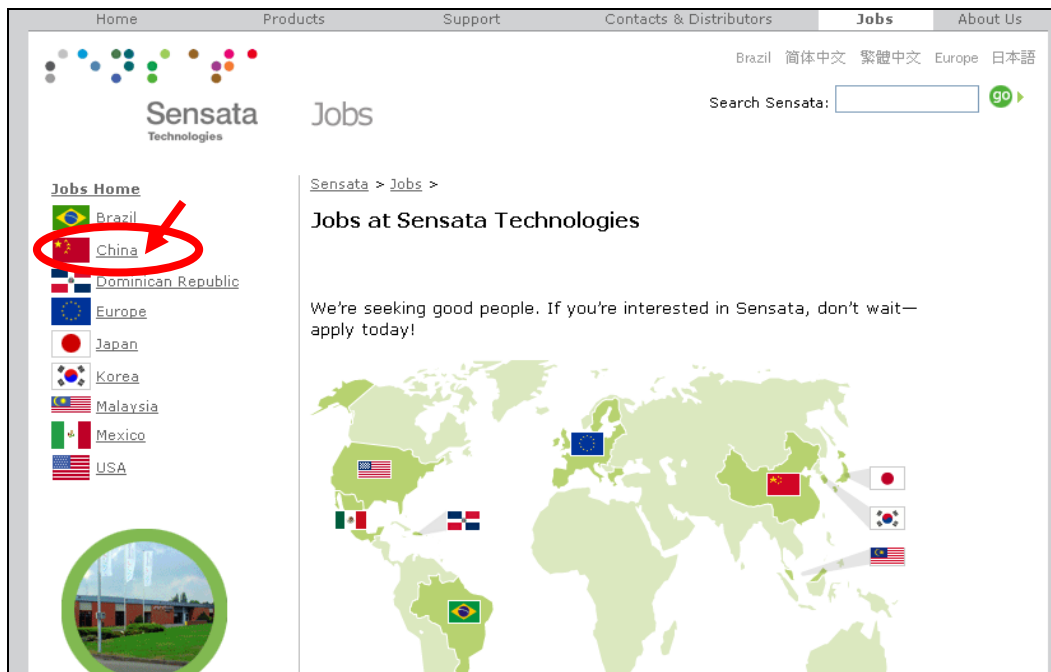 Home Products Support Contacts & Distributors Jobs About Us
Brazil 简体中文 繁體中文 Europe 日本語
Search Sensata: go
Sensata
Technologies
Jobs
Jobs Home
Brazil
China
Dominican Republic
Europe
Japan
Korea
Malaysia
Mexico
USA
Sensata > Jobs >
Jobs at Sensata Technologies
We're seeking good people. If you're interested in Sensata, don't wait—
apply today!